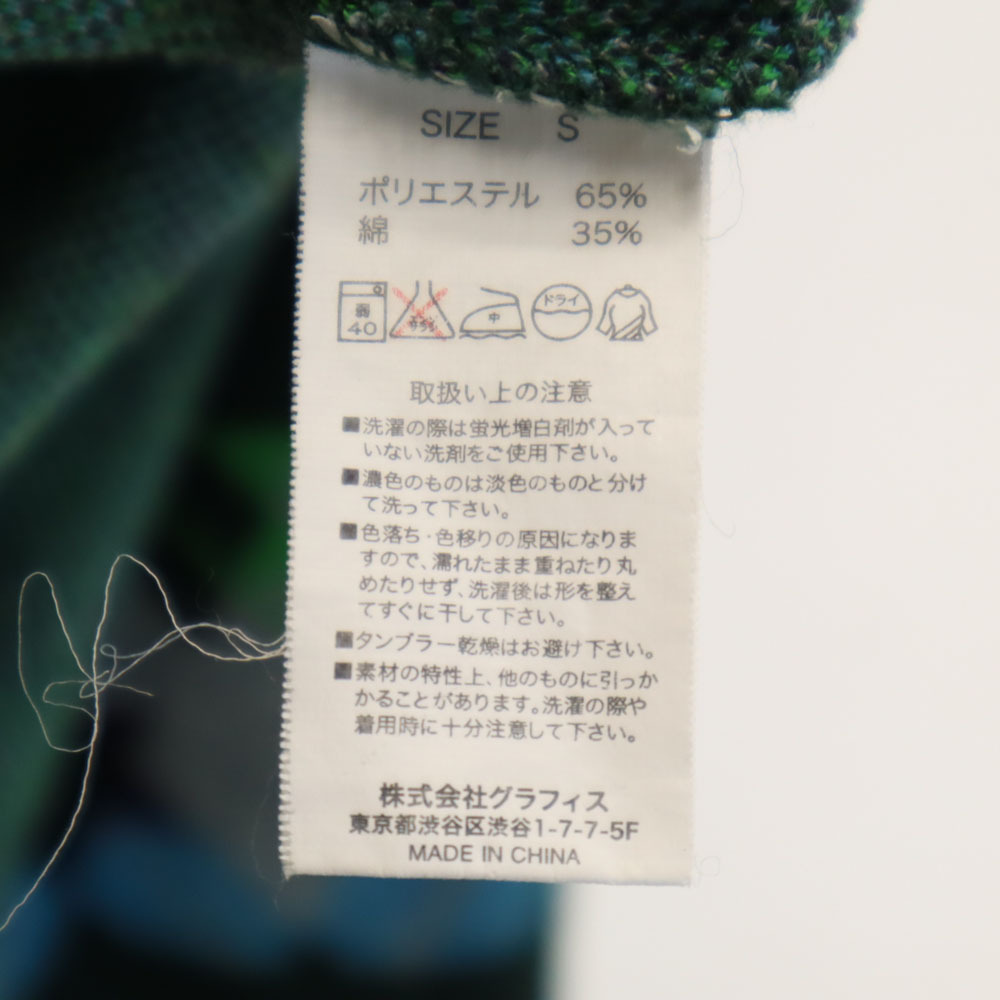 SIZE S
ポリエステル 65%
綿 35%
弱 40 エンソ サラシ 中 ドライ
取扱い上の注意
■洗濯の際は蛍光増白剤が入って
いない洗剤をご使用下さい。
■濃色のものは淡色のものと分け
て洗って下さい。
■色落ち・色移りの原因になりま
すので、濡れたまま重ねたり丸
めたりせず、洗濯後は形を整え
てすぐに干して下さい。
■タンブラー乾燥はお避け下さい。
■素材の特性上、他のものに引っか
かることがあります。洗濯の際や
着用時に十分注意して下さい。
株式会社グラフィス
東京都渋谷区渋谷1-7-7-5F
MADE IN CHINA